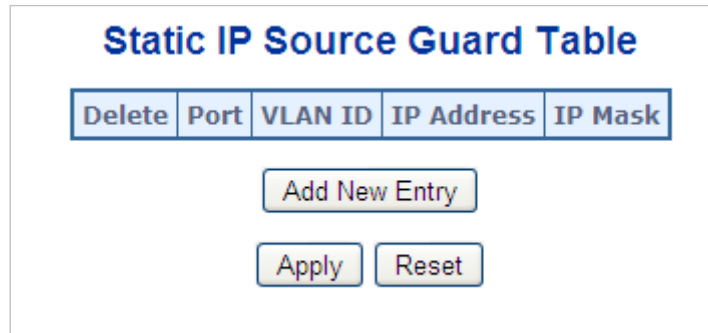 Static IP Source Guard Table
Delete Port VLAN ID IP Address IP Mask
Add New Entry
Apply Reset